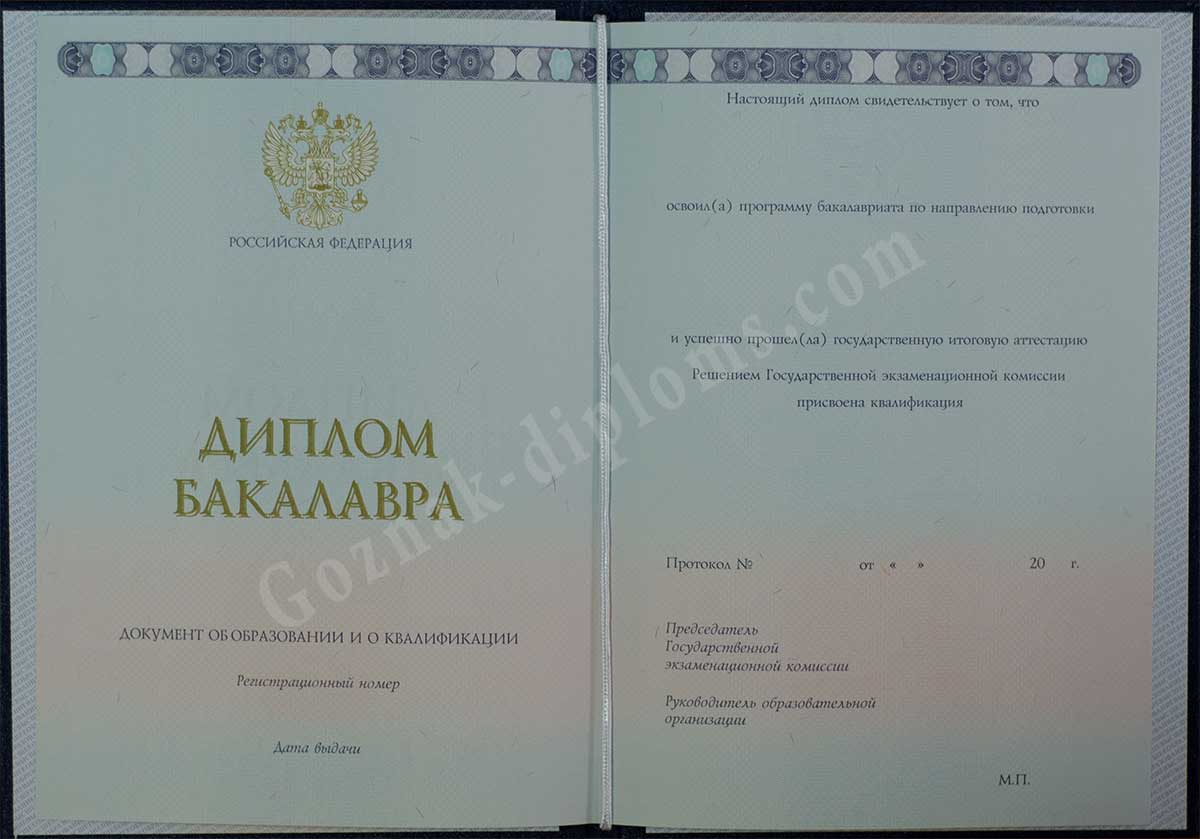 РОССИЙСКАЯ ФЕДЕРАЦИЯ
ДИПЛОМ
БАКАЛАВРА
ДОКУМЕНТ ОБ ОБРАЗОВАНИИ И О КВАЛИФИКАЦИИ
Регистрационный номер
Дата выдачи
Настоящий диплом свидетельствует о том, что
освоил(а) программу бакалавриата по направлению подготовки
и успешно прошел(ла) государственную итоговую аттестацию
Решением Государственной экзаменационной комиссии
присвоена квалификация
Протокол № от « » 20 г.
Председатель
Государственной
экзаменационной комиссии
Руководитель образовательной
организации
М.П.
Goznak-diploms.com